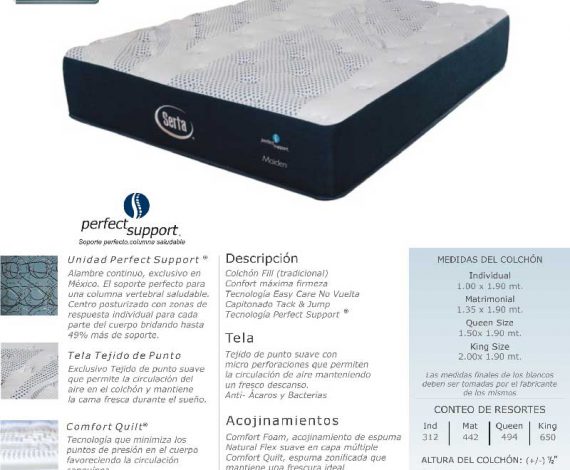 Serta
perfect support
Maiden
perfect support
Soporte perfecto, columna saludable
Unidad Perfect Support ®
Alambre continuo, exclusivo en
México. El soporte perfecto para
una columna vertebral saludable.
Centro posturizado con zonas de
respuesta individual para cada
parte del cuerpo bridando hasta
49% más de soporte.
Tela Tejido de Punto
Exclusivo Tejido de punto suave
que permite la circulación del
aire en el colchón y mantiene
la cama fresca durante el sueño.
Comfort Quilt®
Tecnología que minimiza los
puntos de presión en el cuerpo
favoreciendo la circulación
Descripción
Colchón Fill (tradicional)
Confort máxima firmeza
Tecnología Easy Care No Vuelta
Capitonado Tack & Jump
Tecnología Perfect Support ®
Tela
Tejido de punto suave con
micro perforaciones que permiten
la circulación de aire manteniendo
un fresco descanso.
Anti- Ácaros y Bacterias
Acojinamientos
Comfort Foam, acojinamiento de espuma
Natural Flex suave en capa múltiple
Comfort Quilt, espuma zonificada que
mantiene una frescura ideal
MEDIDAS DEL COLCHÓN
Individual
1.00 x 1.90 mt.
Matrimonial
1.35 x 1.90 mt.
Queen Size
1.50x 1.90 mt.
King Size
2.00x 1.90 mt.
Las medidas finales de los blancos
deben ser tomadas por el fabricante
de los mismos.
CONTEO DE RESORTES
Ind Mat Queen King
312 442 494 650
ALTURA DEL COLCHÓN: (+/-) ½"